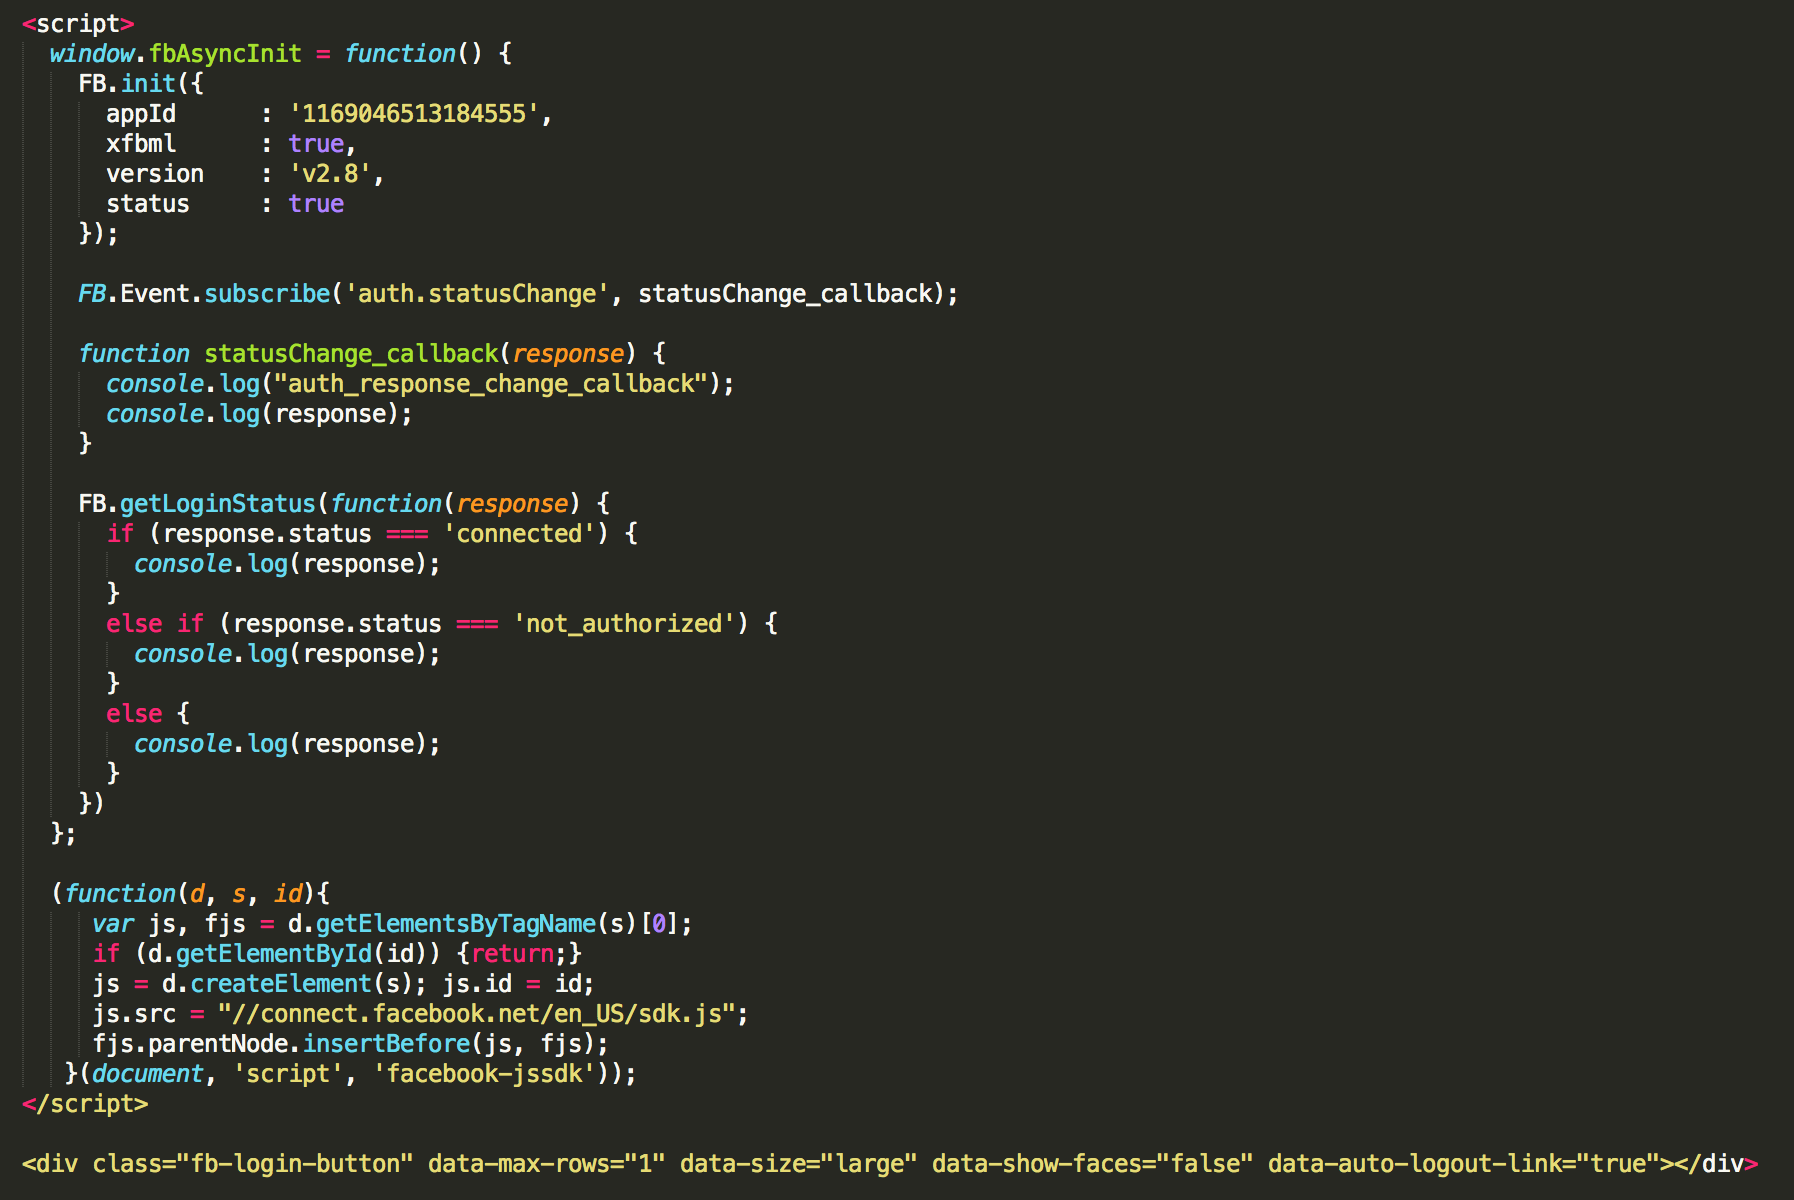 <script>
  window.fbAsyncInit = function() {
    FB.init({
      appId      : '1169046513184555',
      xfbml      : true,
      version    : 'v2.8',
      status     : true
    });

    FB.Event.subscribe('auth.statusChange', statusChange_callback);

    function statusChange_callback(response) {
      console.log("auth_response_change_callback");
      console.log(response);
    }

    FB.getLoginStatus(function(response) {
      if (response.status === 'connected') {
        console.log(response);
      }
      else if (response.status === 'not_authorized') {
        console.log(response);
      }
      else {
        console.log(response);
      }
    })
  };

  (function(d, s, id){
     var js, fjs = d.getElementsByTagName(s)[0];
     if (d.getElementById(id)) {return;}
     js = d.createElement(s); js.id = id;
     js.src = "//connect.facebook.net/en_US/sdk.js";
     fjs.parentNode.insertBefore(js, fjs);
   }(document, 'script', 'facebook-jssdk'));
</script>

<div class="fb-login-button" data-max-rows="1" data-size="large" data-show-faces="false" data-auto-logout-link="true"></div>